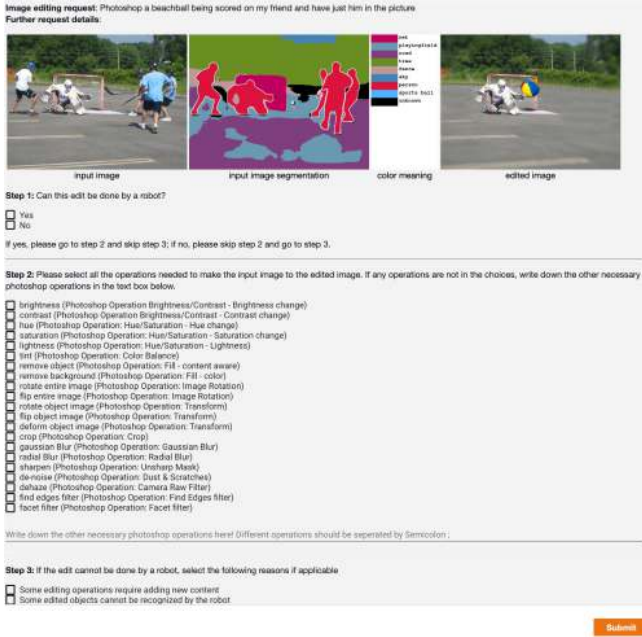 Image editing request: Photoshop a beachball being scored on my friend and have just him in the picture
Further request details:
net
playingfield
road
tree
fence
sky
person
sports ball
unknown
input image
input image segmentation
color meaning
edited image
Step 1: Can this edit be done by a robot?
Yes
No
If yes, please go to step 2 and skip step 3; if no, please skip step 2 and go to step 3.
Step 2: Please select all the operations needed to make the input image to the edited image. If any operations are not in the choices, write down the other necessary
photoshop operations in the text box below.
brightness (Photoshop Operation Brightness/Contrast - Brightness change)
contrast (Photoshop Operation Brightness/Contrast - Contrast change)
hue (Photoshop Operation: Hue/Saturation - Hue change)
saturation (Photoshop Operation: Hue/Saturation - Saturation change)
lightness (Photoshop Operation: Hue/Saturation - Lightness)
tint (Photoshop Operation: Color Balance)
remove object (Photoshop Operation: Fill - content aware)
remove background (Photoshop Operation: Fill - color)
rotate entire image (Photoshop Operation: Image Rotation)
flip entire image (Photoshop Operation: Image Rotation)
rotate object image (Photoshop Operation: Transform)
flip object image (Photoshop Operation: Transform)
deform object image (Photoshop Operation: Transform)
crop (Photoshop Operation: Crop)
gaussian Blur (Photoshop Operation: Gaussian Blur)
radial Blur (Photoshop Operation: Radial Blur)
sharpen (Photoshop Operation: Unsharp Mask)
de-noise (Photoshop Operation: Dust & Scratches)
dehaze (Photoshop Operation: Camera Raw Filter)
find edges filter (Photoshop Operation: Find Edges filter)
facet filter (Photoshop Operation: Facet filter)
Write down the other necessary photoshop operations here! Different operations should be seperated by Semicolon ;
Step 3: If the edit cannot be done by a robot, select the following reasons if applicable
Some editing operations require adding new content
Some edited objects cannot be recognized by the robot
Submit